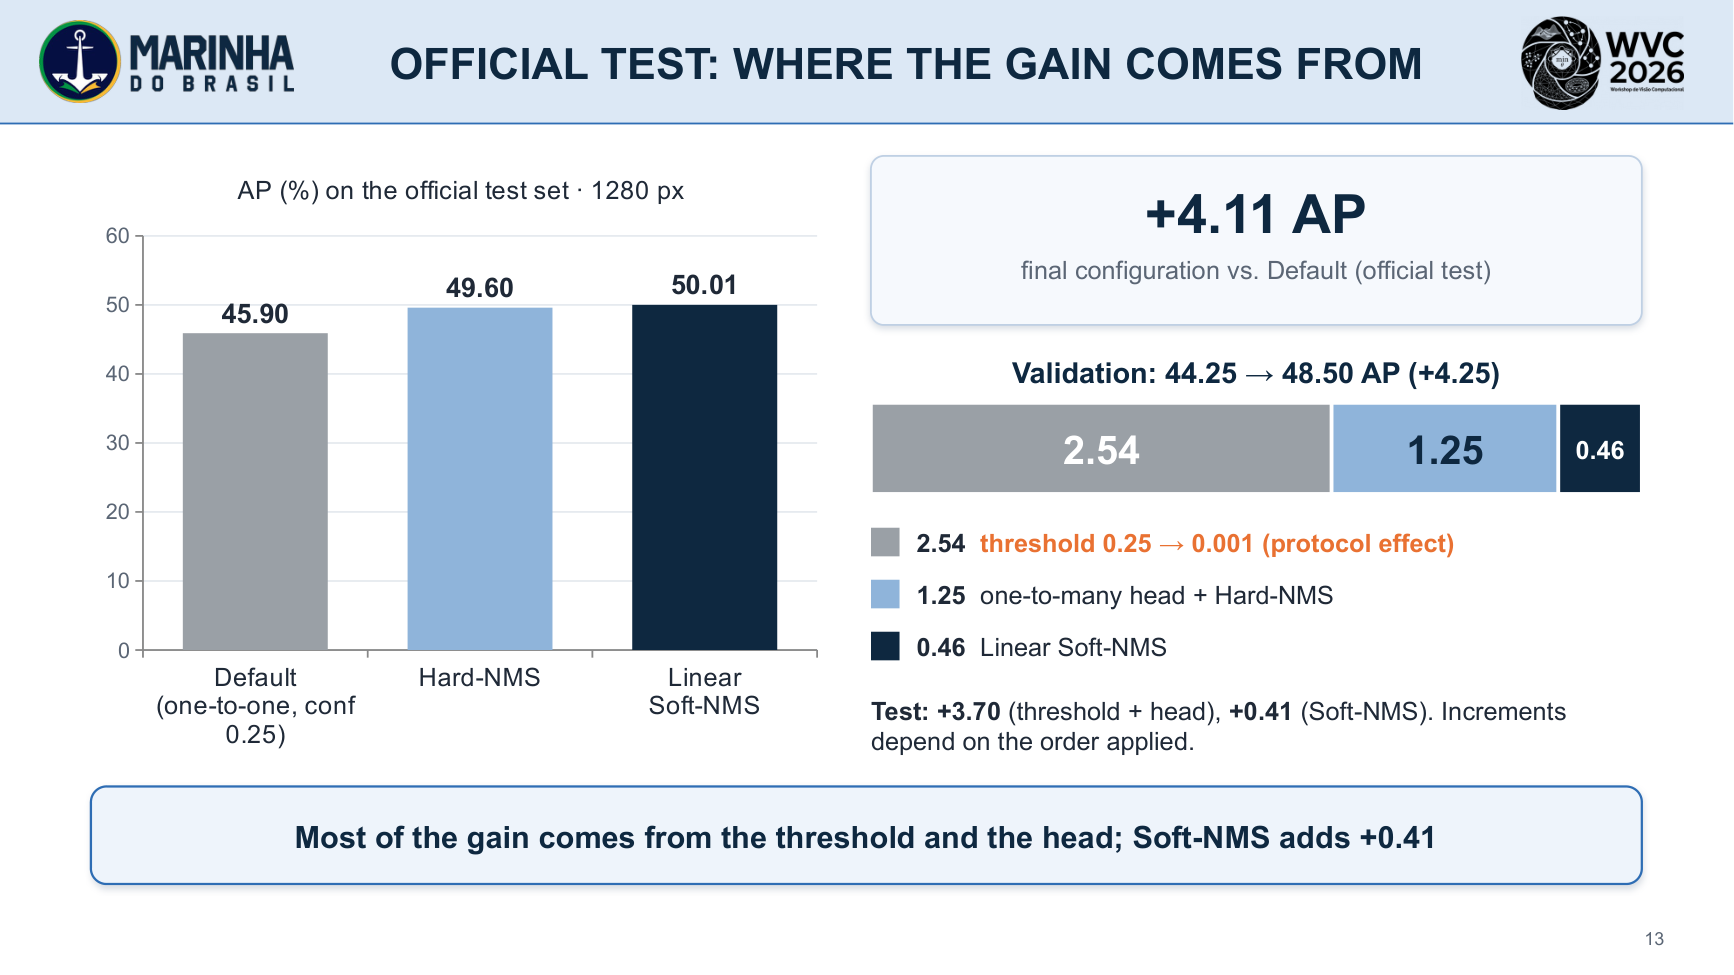 MARINHA
DO BRASIL
OFFICIAL TEST: WHERE THE GAIN COMES FROM
WVC
2026
Workshop de Visão Computacional
AP (%) on the official test set · 1280 px
60
50
40
30
20
10
0
45.90
49.60
50.01
Default
(one-to-one, conf
0.25)
Hard-NMS
Linear
Soft-NMS
+4.11 AP
final configuration vs. Default (official test)
Validation: 44.25 → 48.50 AP (+4.25)
2.54
1.25
0.46
2.54 threshold 0.25 → 0.001 (protocol effect)
1.25 one-to-many head + Hard-NMS
0.46 Linear Soft-NMS
Test: +3.70 (threshold + head), +0.41 (Soft-NMS). Increments
depend on the order applied.
Most of the gain comes from the threshold and the head; Soft-NMS adds +0.41
13